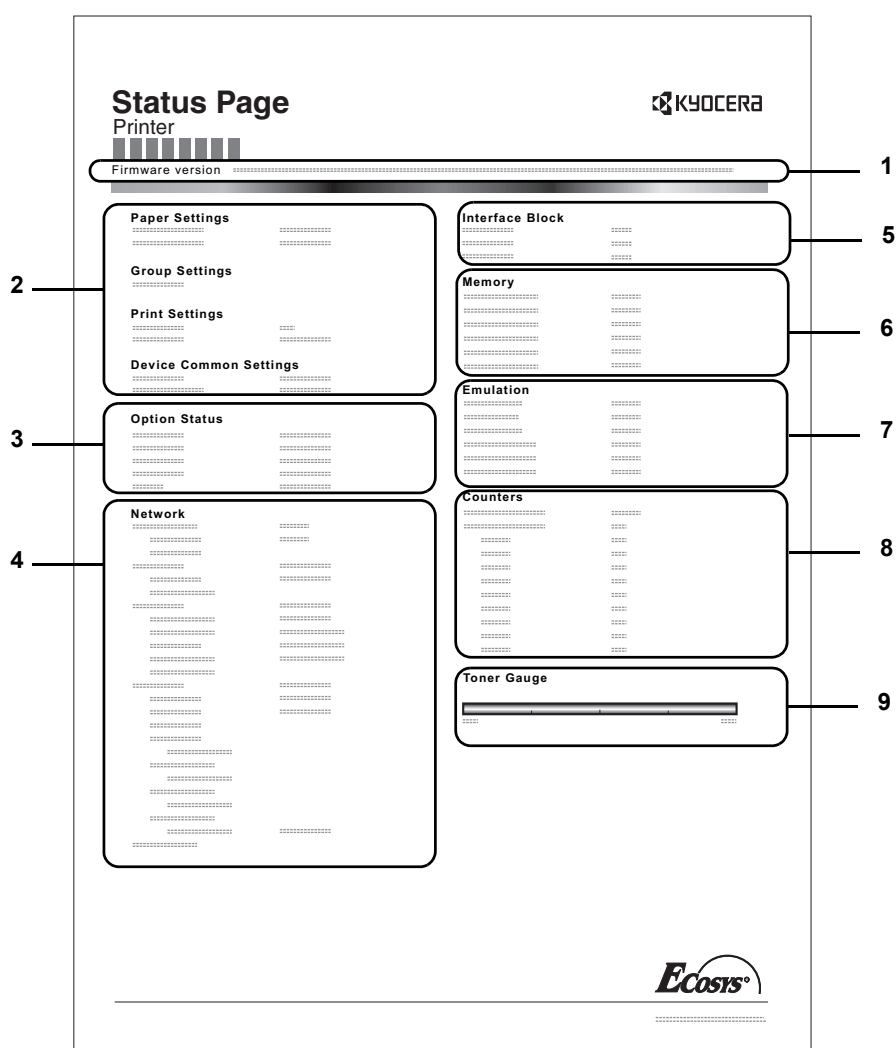 Status Page
KYOCERA
Printer
Firmware version
1
Paper Settings
Group Settings
Print Settings
Device Common Settings
2
Option Status
3
Network
4
Interface Block
5
Memory
6
Emulation
7
Counters
8
Toner Gauge
9
ECOSYS